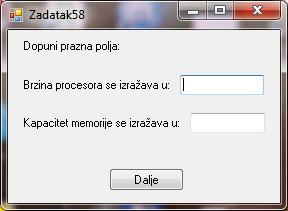 Zadatak58
Dopuni prazna polja:
Brzina procesora se izražava u:
Kapacitet memorije se izražava u:
Dalje